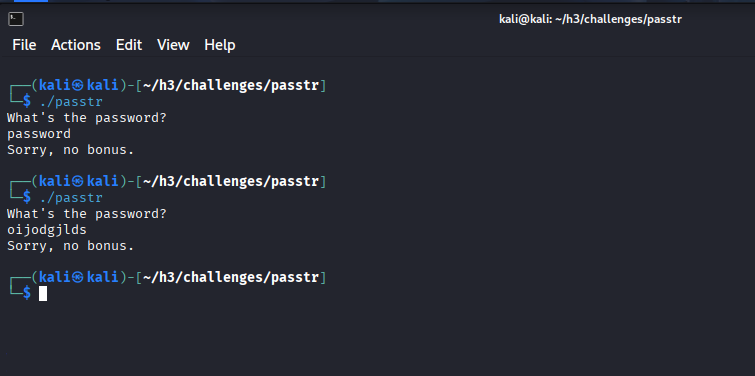 kali@kali: ~/h3/challenges/passtr
File Actions Edit View Help
┌──(kali㉿kali)-[~/h3/challenges/passtr]
└─$ ./passtr
What's the password?
password
Sorry, no bonus.
┌──(kali㉿kali)-[~/h3/challenges/passtr]
└─$ ./passtr
What's the password?
oijodgjlds
Sorry, no bonus.
┌──(kali㉿kali)-[~/h3/challenges/passtr]
└─$